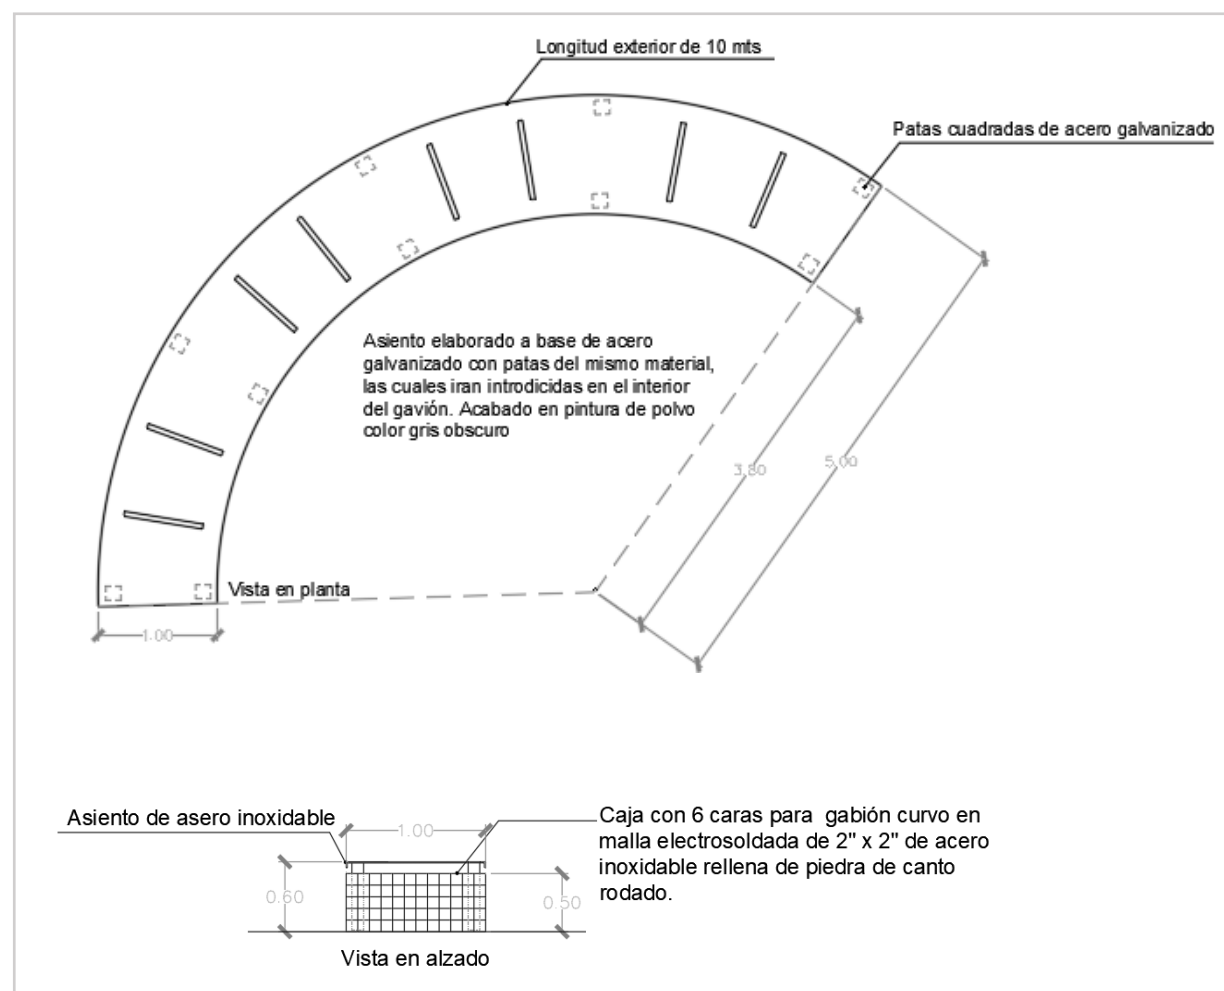 Longitud exterior de 10 mts
Patas cuadradas de acero galvanizado
Asiento elaborado a base de acero
galvanizado con patas del mismo material,
las cuales iran introdicidas en el interior
del gavión. Acabado en pintura de polvo
color gris obscuro
3.80
5.00
Vista en planta
1.00
Asiento de asero inoxidable
1.00
Caja con 6 caras para gabión curvo en
malla electrosoldada de 2" x 2" de acero
inoxidable rellena de piedra de canto
rodado.
0.60
0.50
Vista en alzado